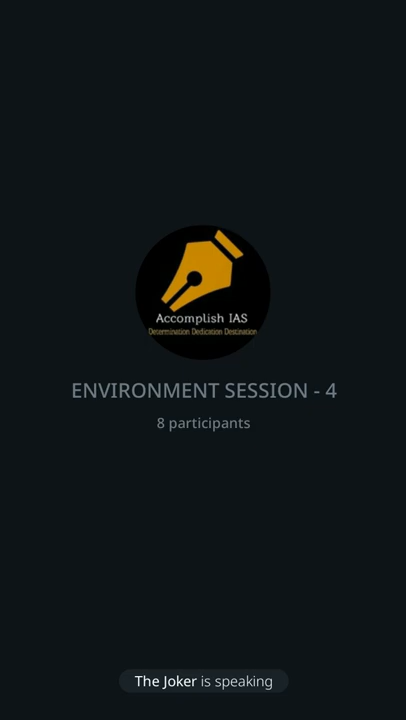 Accomplish IAS
Determination Dedication Destination
ENVIRONMENT SESSION - 4
8 participants
The Joker is speaking